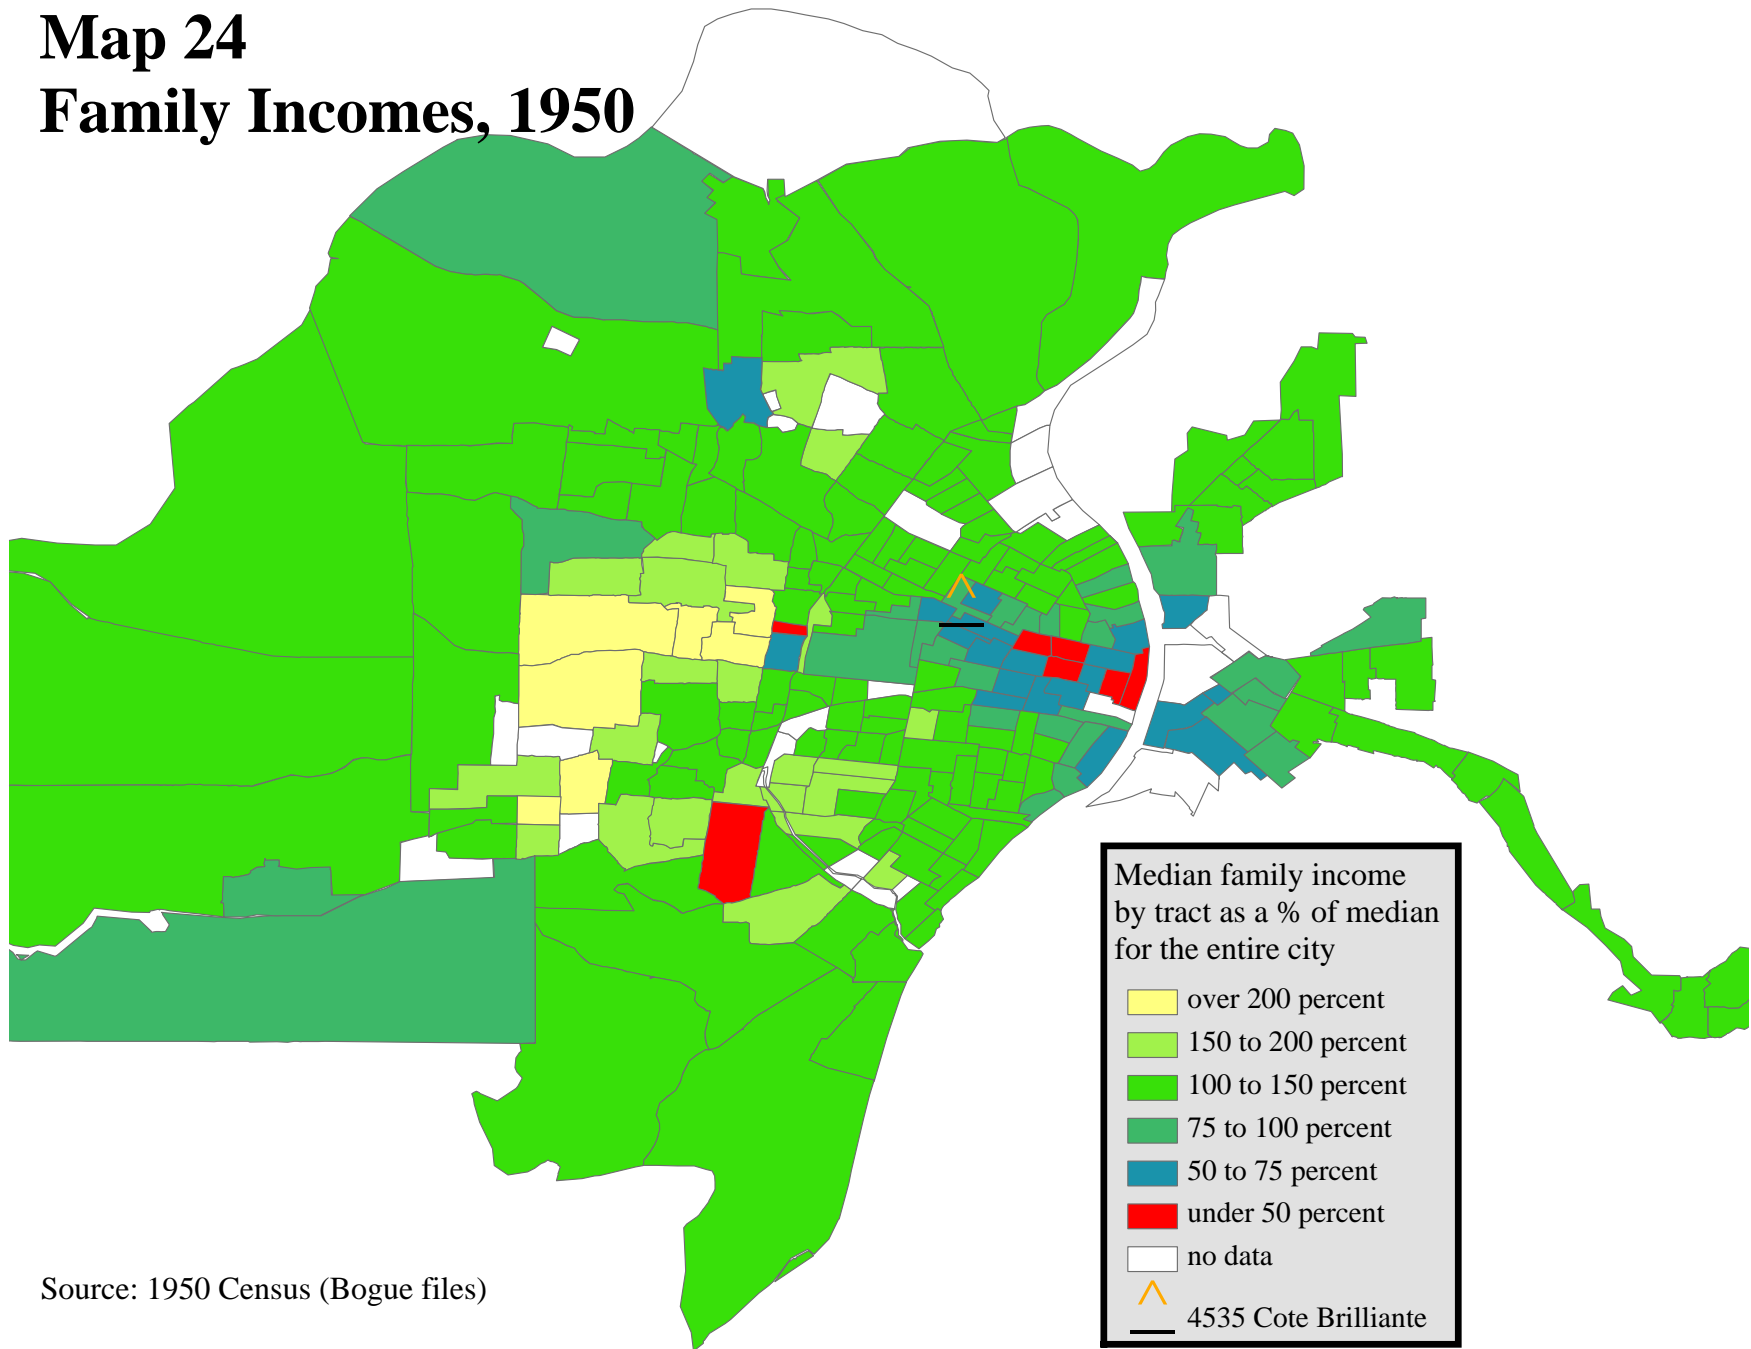 Map 24
Family Incomes, 1950
Median family income
by tract as a % of median
for the entire city
over 200 percent
150 to 200 percent
100 to 150 percent
75 to 100 percent
50 to 75 percent
under 50 percent
no data
4535 Cote Brilliante
Source: 1950 Census (Bogue files)